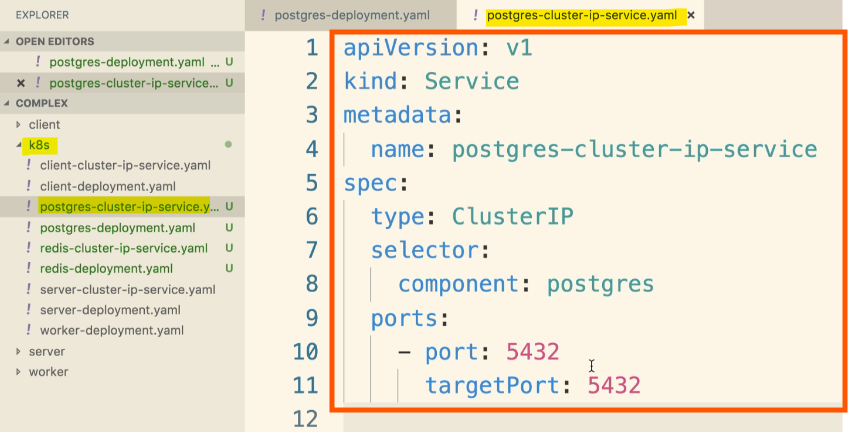 EXPLORER
OPEN EDITORS
! postgres-deployment.yaml ... U
× ! postgres-cluster-ip-service... U
COMPLEX
client
k8s
! client-cluster-ip-service.yaml
! client-deployment.yaml
! postgres-cluster-ip-service.y... U
! postgres-deployment.yaml U
! redis-cluster-ip-service.yaml U
! redis-deployment.yaml U
! server-cluster-ip-service.yaml
! server-deployment.yaml
! worker-deployment.yaml
server
worker
! postgres-deployment.yaml ! postgres-cluster-ip-service.yaml ×
1 apiVersion: v1
2 kind: Service
3 metadata:
4 name: postgres-cluster-ip-service
5 spec:
6 type: ClusterIP
7 selector:
8 component: postgres
9 ports:
10 - port: 5432
11 targetPort: 5432
12